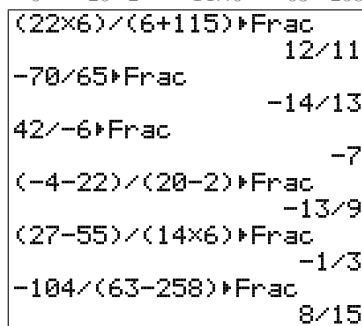 (22×6)/(6+115)▸Frac
12/11
-70/65▸Frac
-14/13
42/-6▸Frac
-7
(-4-22)/(20-2)▸Frac
-13/9
(27-55)/(14×6)▸Frac
-1/3
-104/(63-258)▸Frac
8/15